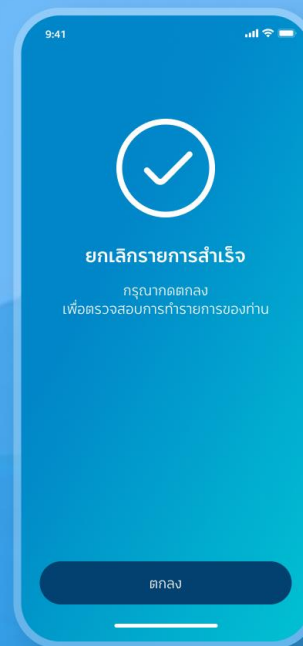 9:41
ยกเลิกรายการสำเร็จ
กรุณากดตกลง
เพื่อตรวจสอบการทำรายการของท่าน
ตกลง